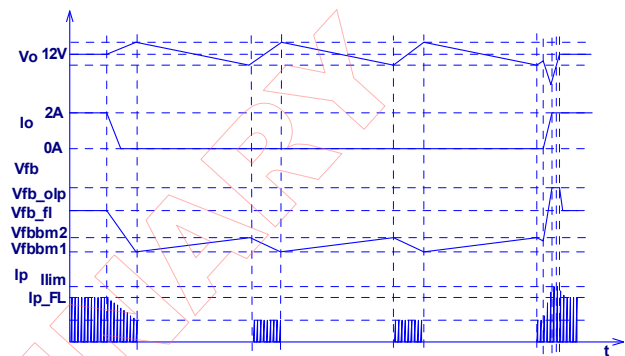 Vo 12V
2A
Io
0A
Vfb
Vfb_olp
Vfb_fl
Vfbbm2
Vfbbm1
Ip Ilim
Ip_FL
t